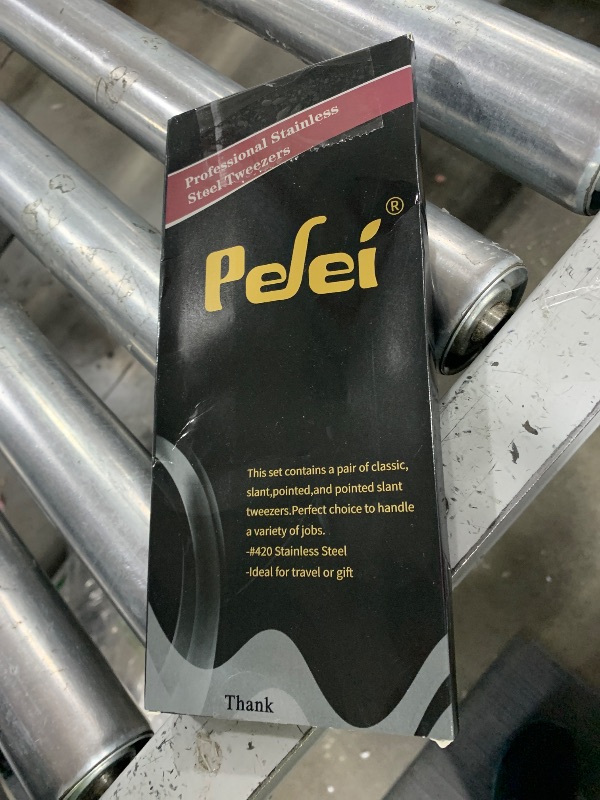 Professional Stainless
Steel Tweezers
Pefei®
This set contains a pair of classic,
slant,pointed,and pointed slant
tweezers.Perfect choice to handle
a variety of jobs.
-#420 Stainless Steel
-Ideal for travel or gift
Thank